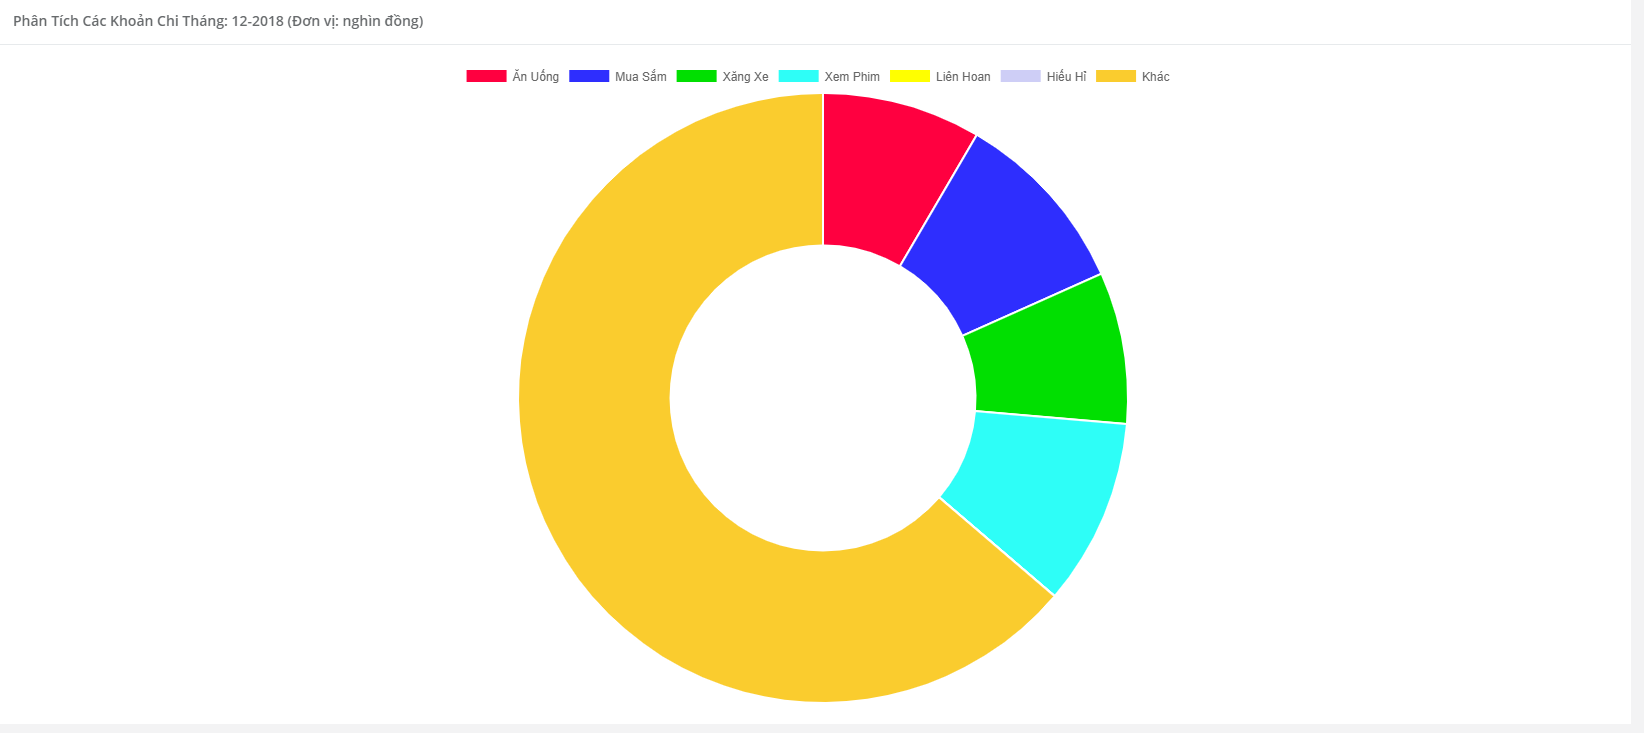 Phân Tích Các Khoản Chi Tháng: 12-2018 (Đơn vị: nghìn đồng)
Ăn Uống Mua Sắm Xăng Xe Xem Phim Liên Hoan Hiếu Hỉ Khác